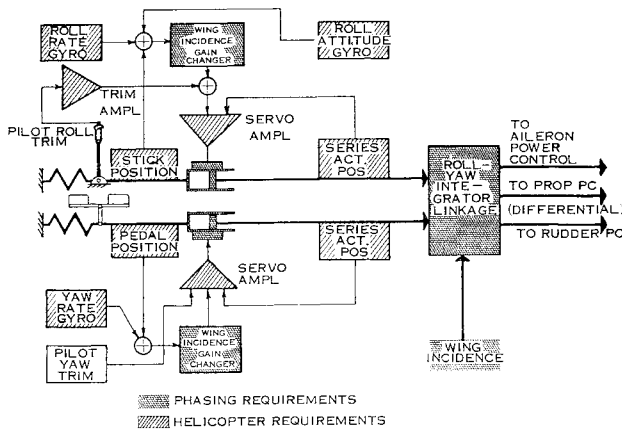 ROLL
RATE
GYRO
WING
INCIDENCE
GAIN
CHANGER
ROLL
ATTITUDE
GYRO
TRIM
AMPL
PILOT ROLL
TRIM
SERVO
AMPL
STICK
POSITION
SERIES
ACT.
POS
ROLL-
YAW IN-
TE-
GRATOR
LINKAGE
TO
AILERON
POWER
CONTROL
TO PROP PC
(DIFFERENTIAL)
TO RUDDER PC
PEDAL
POSITION
SERIES
ACT.
POS
SERVO
AMPL
YAW
RATE
GYRO
PILOT
YAW
TRIM
WING
INCIDENCE
GAIN
CHANGER
WING
INCIDENCE
PHASING REQUIREMENTS
HELICOPTER REQUIREMENTS